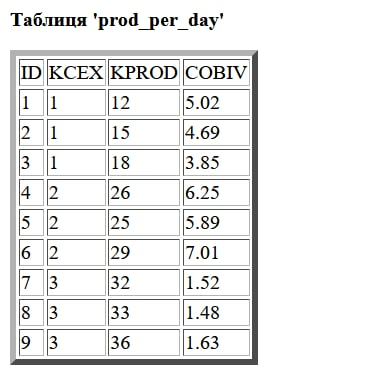 Таблиця 'prod_per_day'
ID KCEX KPROD COBIV
1 1 12 5.02
2 1 15 4.69
3 1 18 3.85
4 2 26 6.25
5 2 25 5.89
6 2 29 7.01
7 3 32 1.52
8 3 33 1.48
9 3 36 1.63